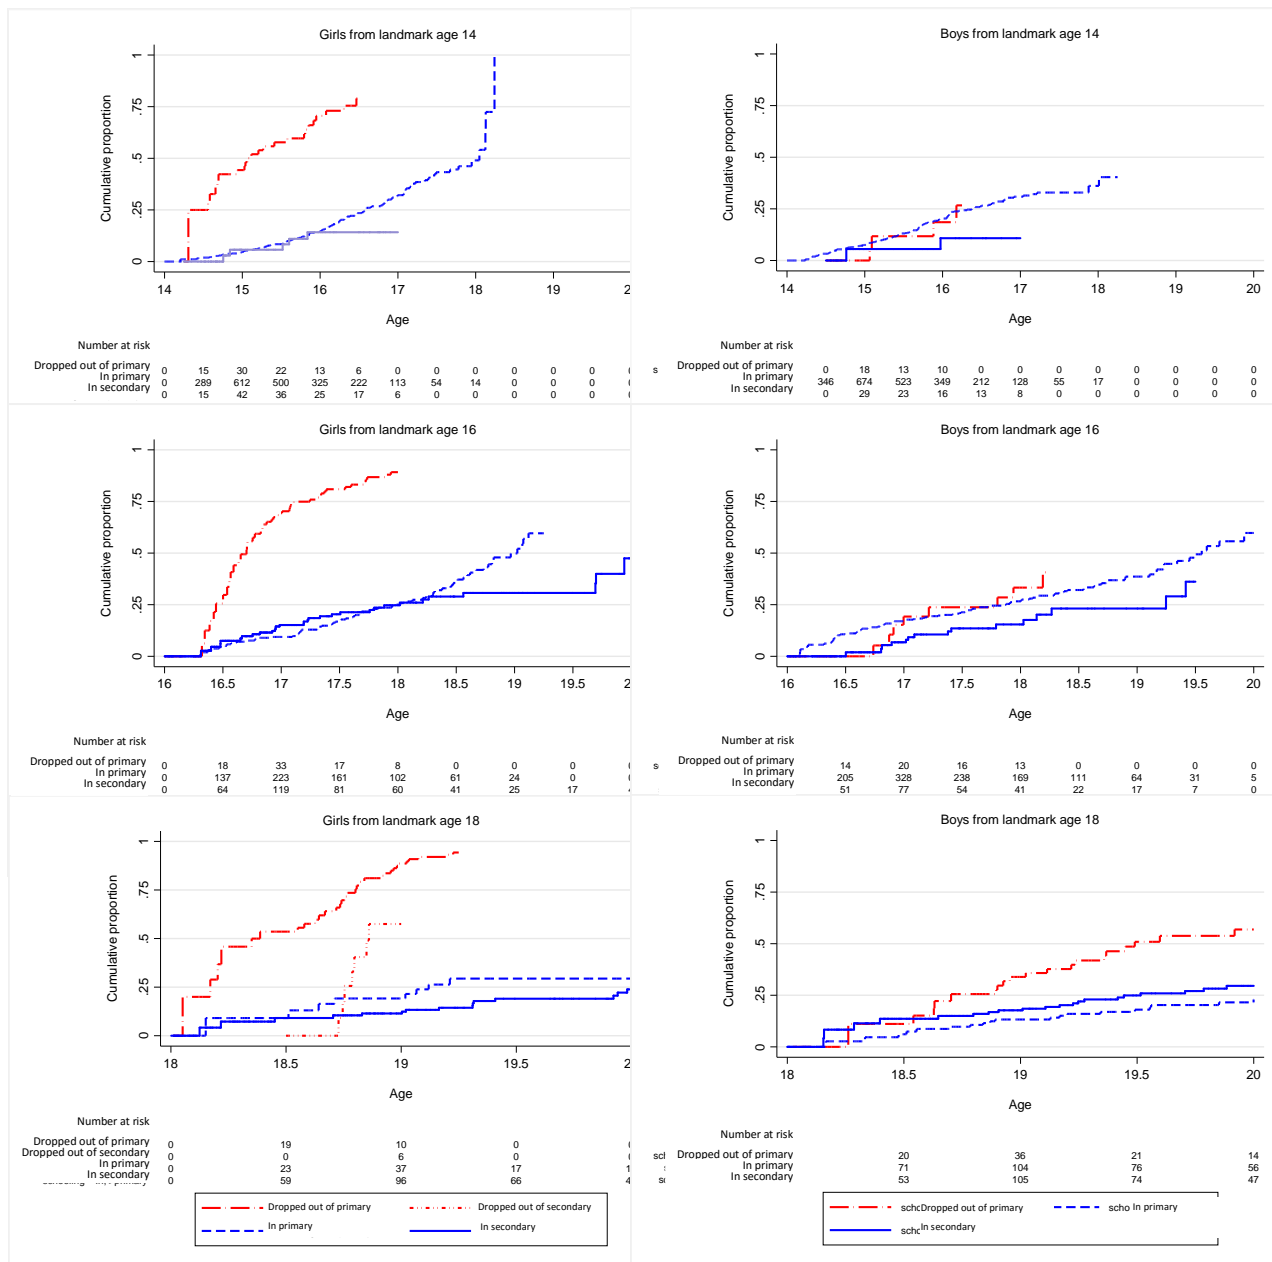 Girls from landmark age 14
Cumulative proportion
1
.75
.5
.25
0
14 15 16 17 18 19 2
Age
Number at risk
Dropped out of primary 0 15 30 22 13 6 0 0 0 0 0 0
In primary 0 289 612 500 325 222 113 54 14 0 0 0
In secondary 0 15 42 36 25 17 6 0 0 0 0 0
Boys from landmark age 14
Cumulative proportion
1
.75
.5
.25
0
14 15 16 17 18 19 20
Age
Number at risk
s Dropped out of primary 0 18 13 10 0 0 0 0 0 0 0 0
In primary 346 674 523 349 212 128 55 17 0 0 0 0
In secondary 0 29 23 16 13 8 0 0 0 0 0 0
Girls from landmark age 16
Cumulative proportion
1
.75
.5
.25
0
16 16.5 17 17.5 18 18.5 19 19.5 2
Age
Number at risk
Dropped out of primary 0 18 33 17 8 0 0 0
In primary 0 137 223 161 102 61 24 0
In secondary 0 64 119 81 60 41 25 17
Boys from landmark age 16
Cumulative proportion
1
.75
.5
.25
0
16 16.5 17 17.5 18 18.5 19 19.5 20
Age
Number at risk
s Dropped out of primary 14 20 16 13 0 0 0 0
In primary 205 328 238 169 111 64 31 5
In secondary 51 77 54 41 22 17 7 0
Girls from landmark age 18
Cumulative proportion
1
.75
.5
.25
0
18 18.5 19 19.5 2
Age
Number at risk
Dropped out of primary 0 19 10 0
Dropped out of secondary 0 0 6 0
In primary 0 23 37 17 1
In secondary 0 59 96 66 4
Dropped out of primary Dropped out of secondary
In primary In secondary
Boys from landmark age 18
Cumulative proportion
1
.75
.5
.25
0
18 18.5 19 19.5 20
Age
Number at risk
Dropped out of primary 20 36 21 14
In primary 71 104 76 56
In secondary 53 105 74 47
scho Dropped out of primary scho In primary
scho In secondary